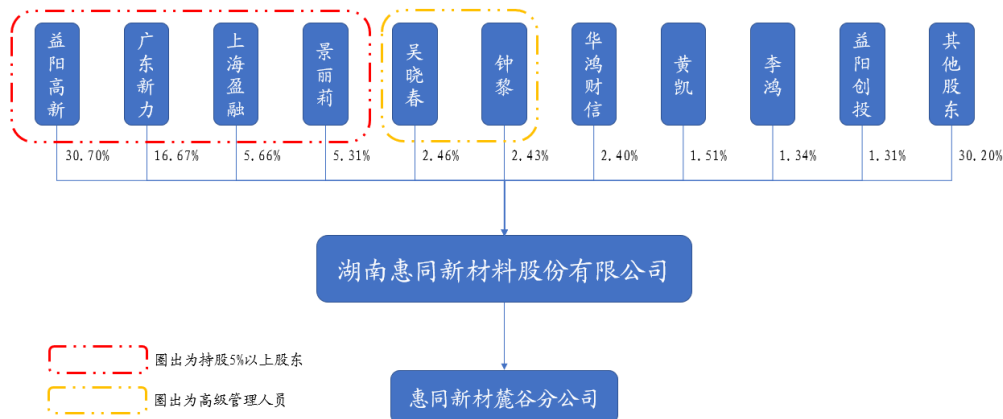 益阳高新
广东新力
上海盈融
景丽莉
吴晓春
钟黎
华鸿财信
黄凯
李鸿
益阳创投
其他股东
30.70%
16.67%
5.66%
5.31%
2.46%
2.43%
2.40%
1.51%
1.34%
1.31%
30.20%
湖南惠同新材料股份有限公司
圈出为持股5%以上股东
圈出为高级管理人员
惠同新材麓谷分公司